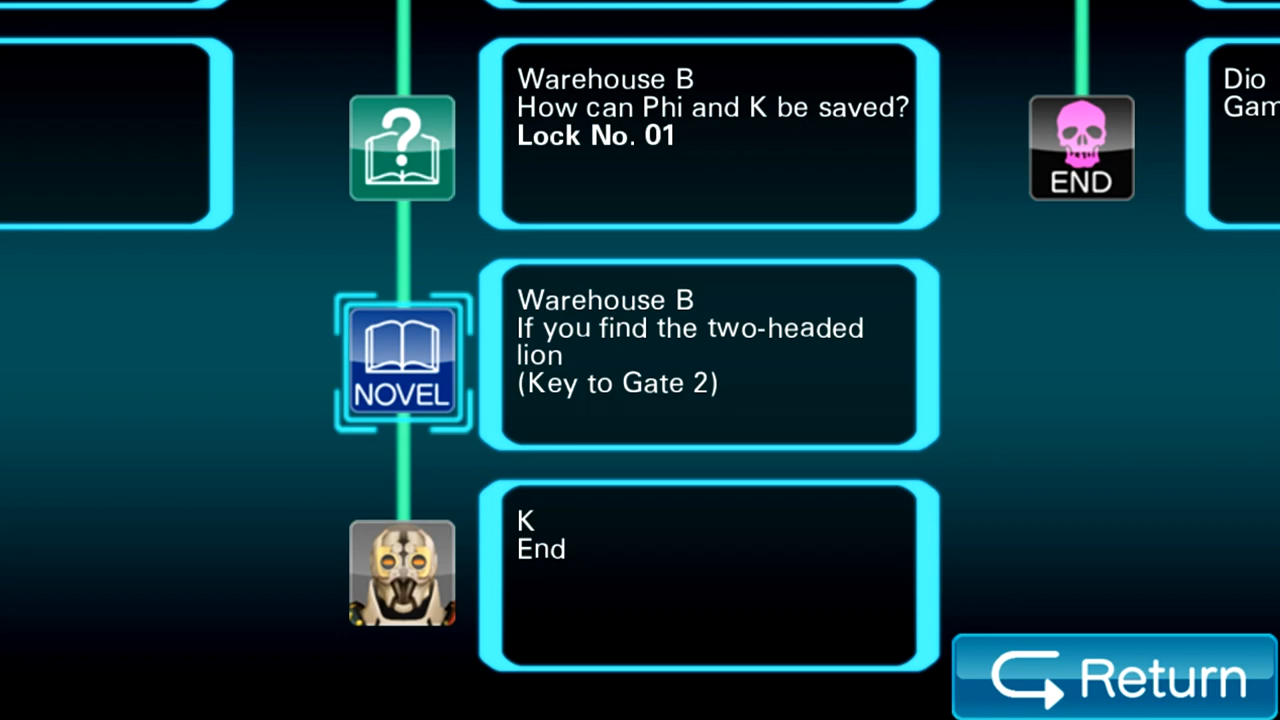 Warehouse B
How can Phi and K be saved?
Lock No. 01
Dio
Gam
END
Warehouse B
If you find the two-headed
lion
(Key to Gate 2)
NOVEL
K
End
Return